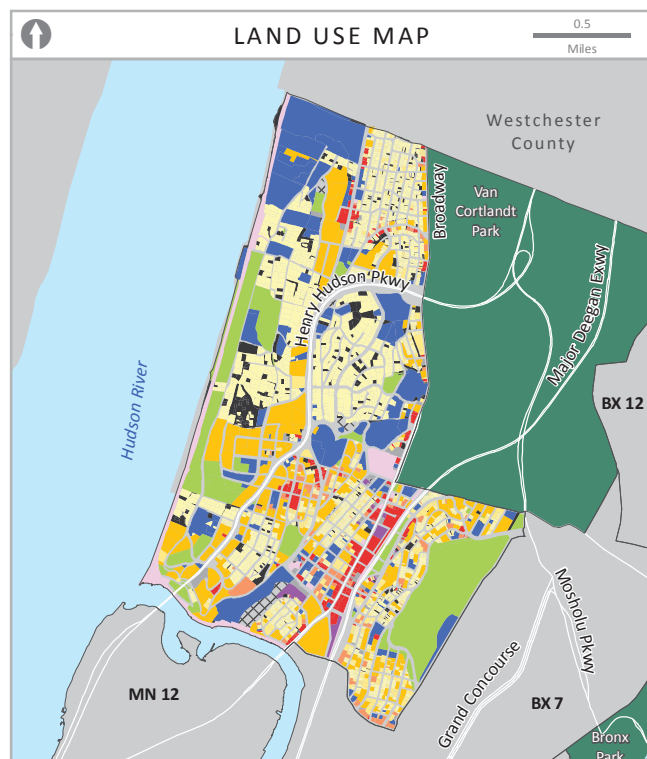 LAND USE MAP
0.5
Miles
Westchester
County
Van
Cortlandt
Park
Broadway
Henry Hudson Pkwy
Major Deegan Exwy
BX 12
Hudson River
Mosholu Pkwy
Grand Concourse
MN 12
BX 7
Bronx
Park